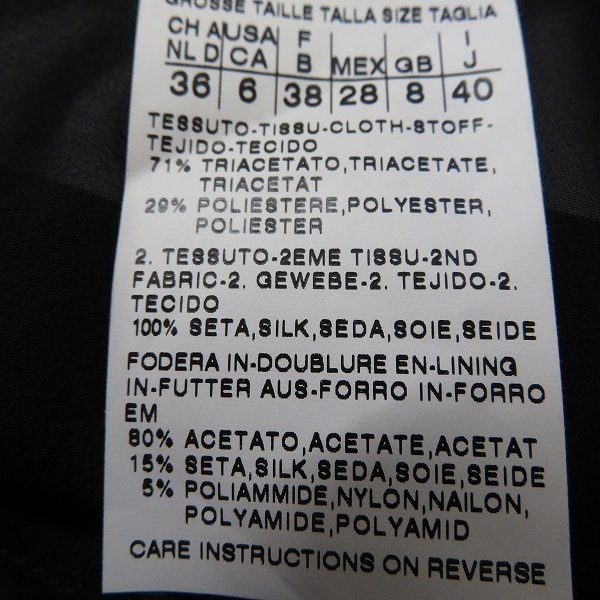 GROSSE TAILLE TALLA SIZE TAGLIA
CH A USA F I
NL D CA B MEX GB J
36 6 38 28 8 40
TESSUTO-TISSU-CLOTH-STOFF-
TEJIDO-TECIDO
71% TRIACETATO,TRIACETATE,
TRIACETAT
29% POLIESTERE,POLYESTER,
POLIESTER
2. TESSUTO-2EME TISSU-2ND
FABRIC-2. GEWEBE-2. TEJIDO-2.
TECIDO
100% SETA,SILK,SEDA,SOIE,SEIDE
FODERA IN-DOUBLURE EN-LINING
IN-FUTTER AUS-FORRO IN-FORRO
EM
80% ACETATO,ACETATE,ACETAT
15% SETA,SILK,SEDA,SOIE,SEIDE
5% POLIAMMIDE,NYLON,NAILON,
POLYAMIDE,POLYAMID
CARE INSTRUCTIONS ON REVERSE